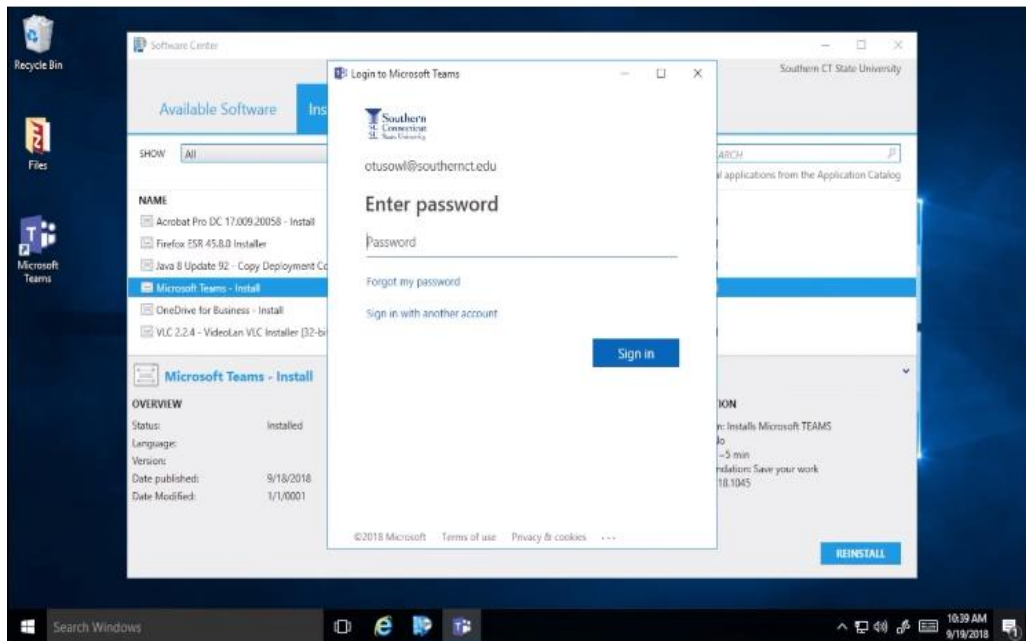 Recycle Bin
Files
Microsoft
Teams
Software Center
Southern CT State University
Available Software
Ins
SHOW All
ARCH
al applications from the Application Catalog
NAME
Acrobat Pro DC 17.009.20058 - Install
Firefox ESR 45.8.0 Installer
Java 8 Update 92 - Copy Deployment Co
Microsoft Teams - Install
OneDrive for Business - Install
VLC 2.2.4 - VideoLan VLC Installer (32-bi
Microsoft Teams - Install
OVERVIEW
Status: Installed
Language:
Version:
Date published: 9/18/2018
Date Modified: 1/1/0001
ION
n: Installs Microsoft TEAMS
lo
~5 min
ndation: Save your work
18.1045
REINSTALL
Login to Microsoft Teams
Southern
Connecticut
State University
otusowl@southernct.edu
Enter password
Password
Forgot my password
Sign in with another account
Sign in
©2018 Microsoft Terms of use Privacy & cookies ...
Search Windows
10:39 AM
9/19/2018